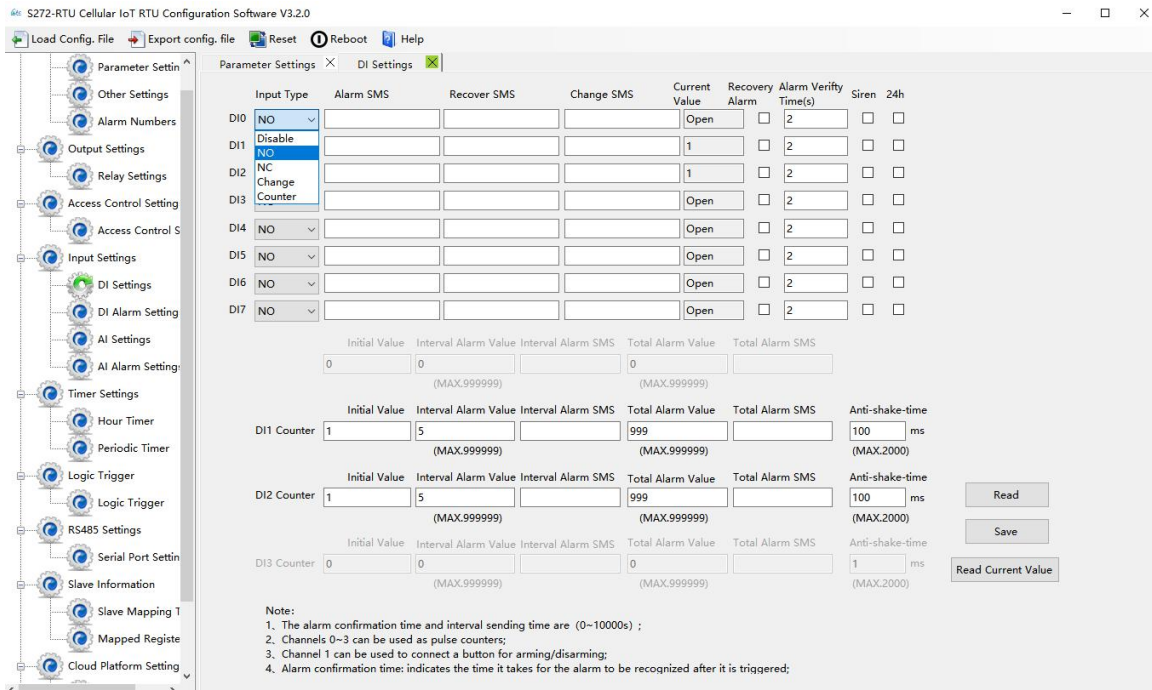 S272-RTU Cellular IoT RTU Configuration Software V3.2.0
Load Config. File Export config. file Reset Reboot Help
Parameter Settin
Other Settings
Alarm Numbers
Output Settings
Relay Settings
Access Control Setting
Access Control S
Input Settings
DI Settings
DI Alarm Setting
AI Settings
AI Alarm Setting
Timer Settings
Hour Timer
Periodic Timer
Logic Trigger
Logic Trigger
RS485 Settings
Serial Port Settin
Slave Information
Slave Mapping T
Mapped Registe
Cloud Platform Setting
Parameter Settings DI Settings
Input Type Alarm SMS Recover SMS Change SMS Current Value Recovery Alarm Alarm Verifty Time(s) Siren 24h
DI0 NO Open 2
Disable
NO
NC
Change
Counter
DI1 1 2
DI2 1 2
DI3 Open 2
DI4 NO Open 2
DI5 NO Open 2
DI6 NO Open 2
DI7 NO Open 2
Initial Value Interval Alarm Value Interval Alarm SMS Total Alarm Value Total Alarm SMS
0 0 0
(MAX.999999) (MAX.999999)
Initial Value Interval Alarm Value Interval Alarm SMS Total Alarm Value Total Alarm SMS Anti-shake-time
DI1 Counter 1 5 999 100 ms
(MAX.999999) (MAX.999999) (MAX.2000)
Initial Value Interval Alarm Value Interval Alarm SMS Total Alarm Value Total Alarm SMS Anti-shake-time
DI2 Counter 1 5 999 100 ms
(MAX.999999) (MAX.999999) (MAX.2000)
Initial Value Interval Alarm Value Interval Alarm SMS Total Alarm Value Total Alarm SMS Anti-shake-time
DI3 Counter 0 0 0 1 ms
(MAX.999999) (MAX.999999) (MAX.2000)
Read
Save
Read Current Value
Note:
1、The alarm confirmation time and interval sending time are (0~10000s) ;
2、Channels 0~3 can be used as pulse counters;
3、Channel 1 can be used to connect a button for arming/disarming;
4、Alarm confirmation time: indicates the time it takes for the alarm to be recognized after it is triggered;